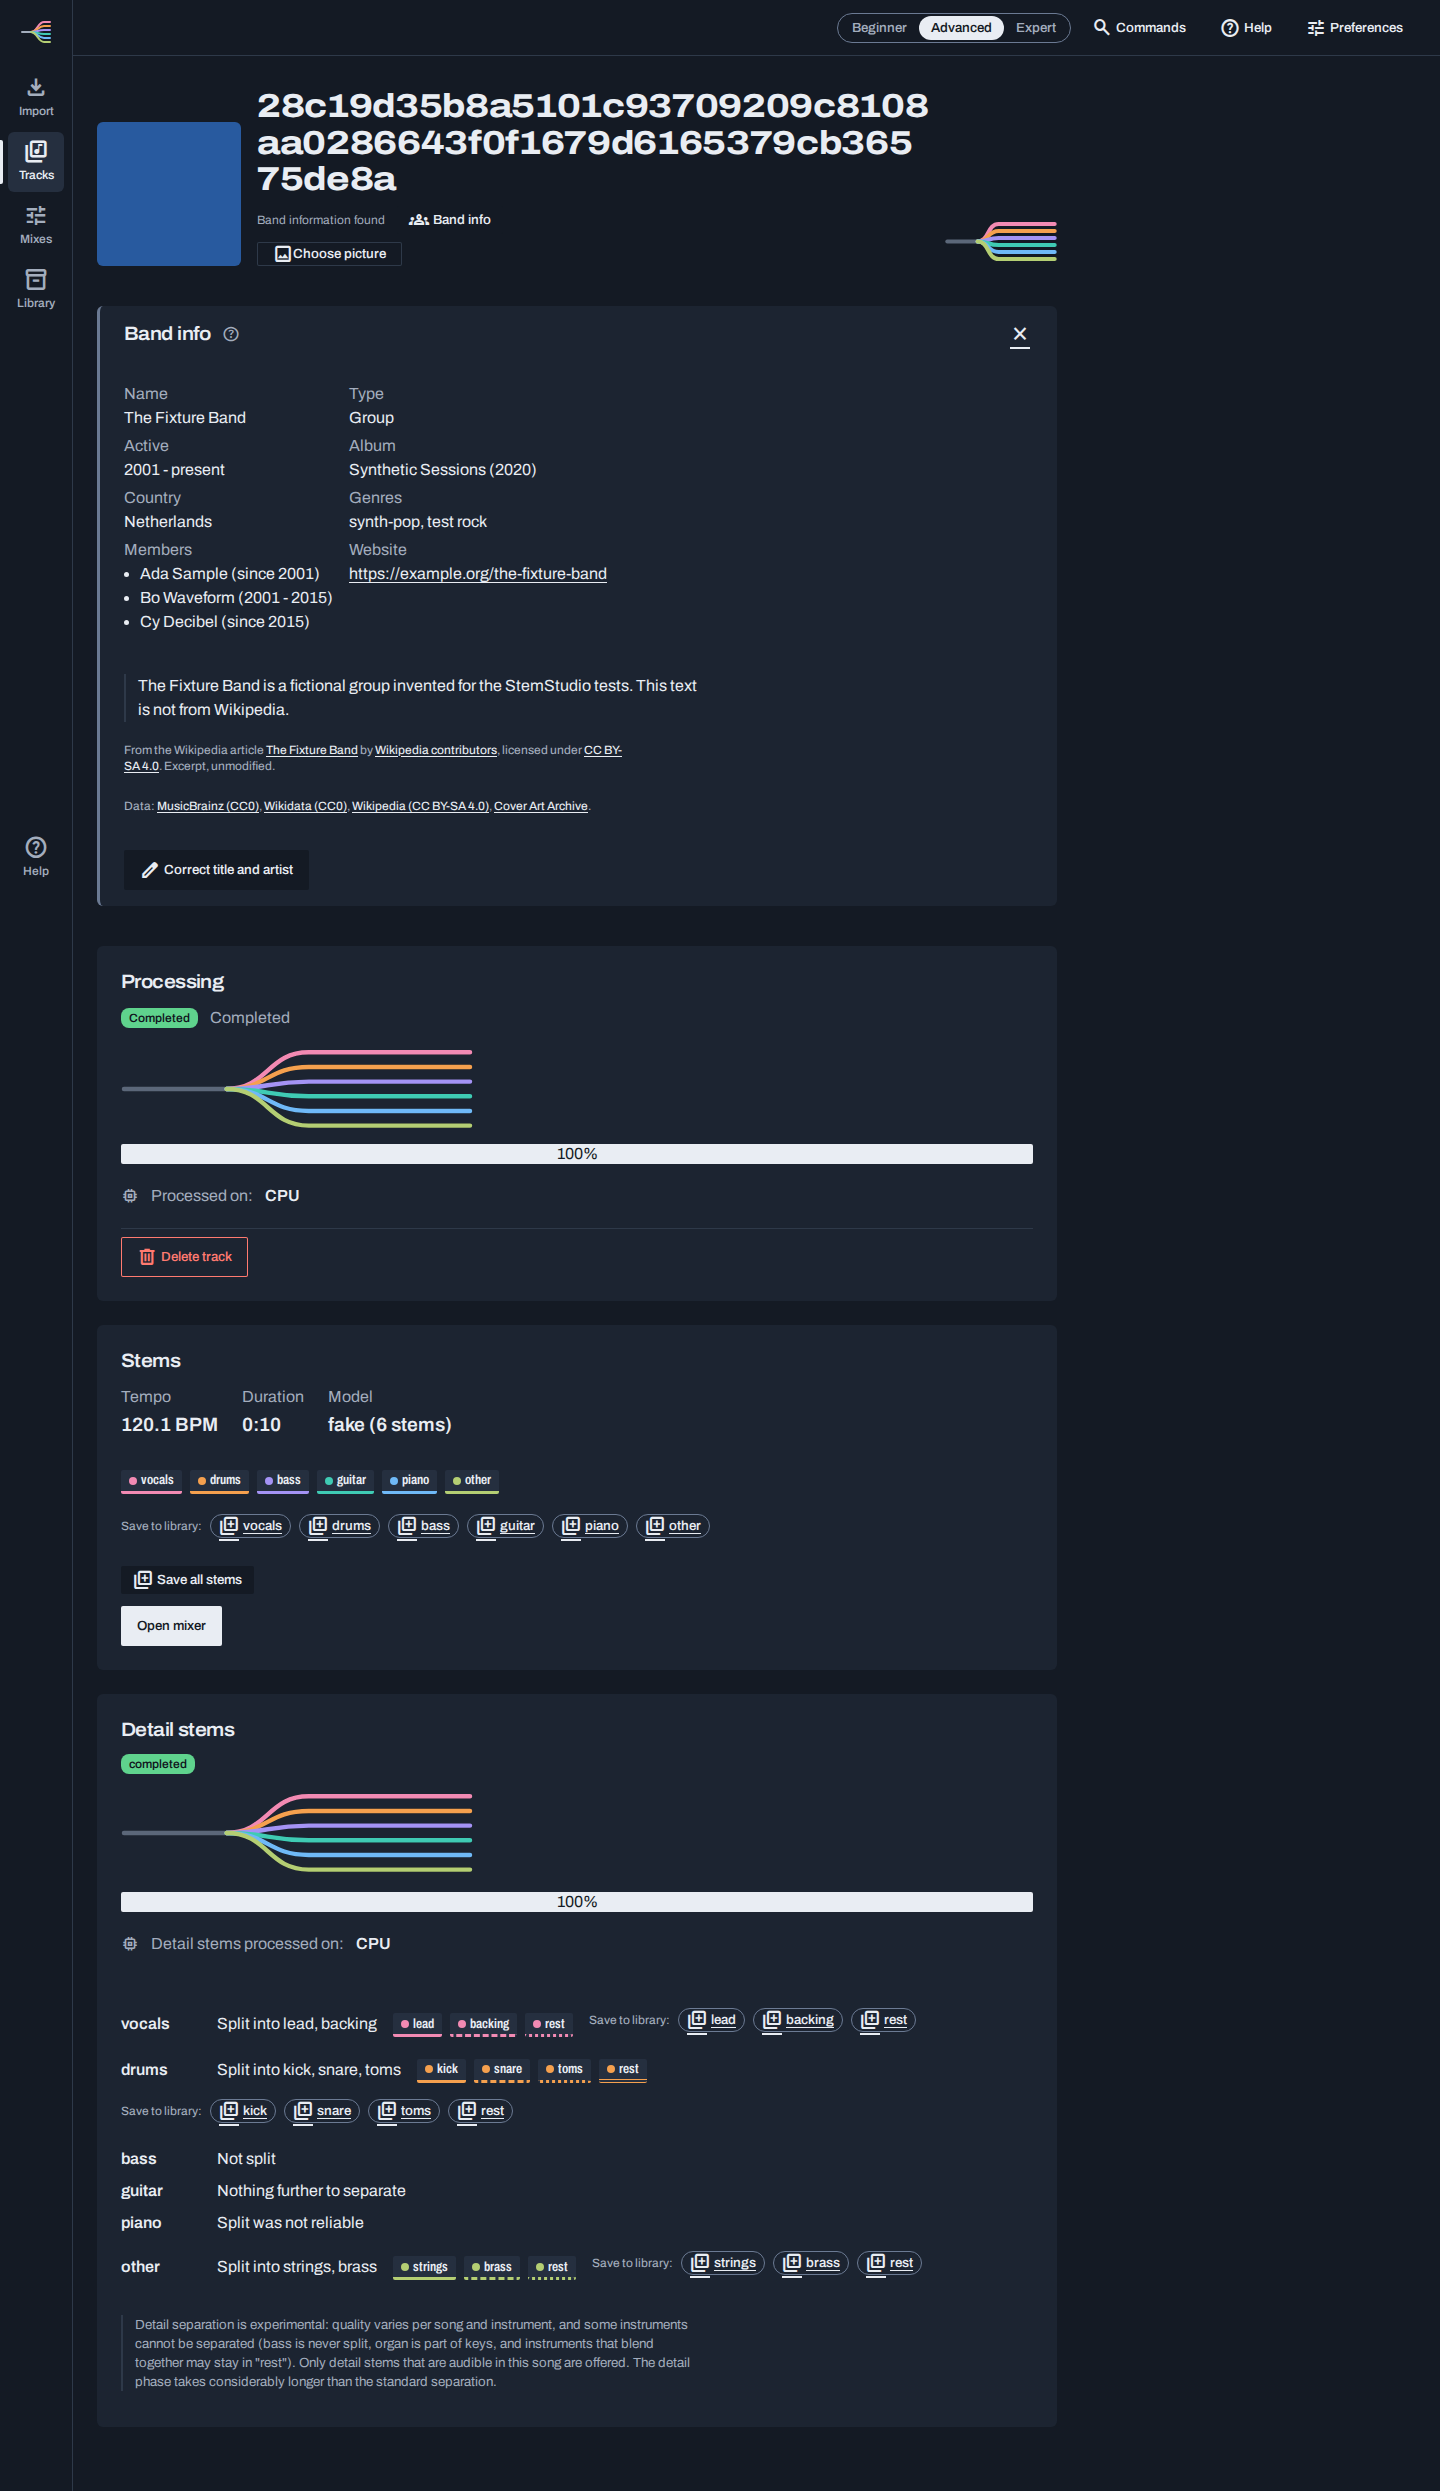 Beginner Advanced Expert Commands Help Preferences
Import
Tracks
Mixes
Library
Help
28c19d35b8a5101c93709209c8108
aa0286643f0f1679d6165379cb365
75de8a
Band information found Band info
Choose picture
Band info
Name Type
The Fixture Band Group
Active Album
2001 - present Synthetic Sessions (2020)
Country Genres
Netherlands synth-pop, test rock
Members Website
• Ada Sample (since 2001) https://example.org/the-fixture-band
• Bo Waveform (2001 - 2015)
• Cy Decibel (since 2015)
The Fixture Band is a fictional group invented for the StemStudio tests. This text
is not from Wikipedia.
From the Wikipedia article The Fixture Band by Wikipedia contributors, licensed under CC BY-
SA 4.0. Excerpt, unmodified.
Data: MusicBrainz (CC0), Wikidata (CC0), Wikipedia (CC BY-SA 4.0), Cover Art Archive.
Correct title and artist
Processing
Completed Completed
100%
Processed on: CPU
Delete track
Stems
Tempo Duration Model
120.1 BPM 0:10 fake (6 stems)
vocals drums bass guitar piano other
Save to library: vocals drums bass guitar piano other
Save all stems
Open mixer
Detail stems
completed
100%
Detail stems processed on: CPU
vocals Split into lead, backing lead backing rest Save to library: lead backing rest
drums Split into kick, snare, toms kick snare toms rest
Save to library: kick snare toms rest
bass Not split
guitar Nothing further to separate
piano Split was not reliable
other Split into strings, brass strings brass rest Save to library: strings brass rest
Detail separation is experimental: quality varies per song and instrument, and some instruments
cannot be separated (bass is never split, organ is part of keys, and instruments that blend
together may stay in "rest"). Only detail stems that are audible in this song are offered. The detail
phase takes considerably longer than the standard separation.